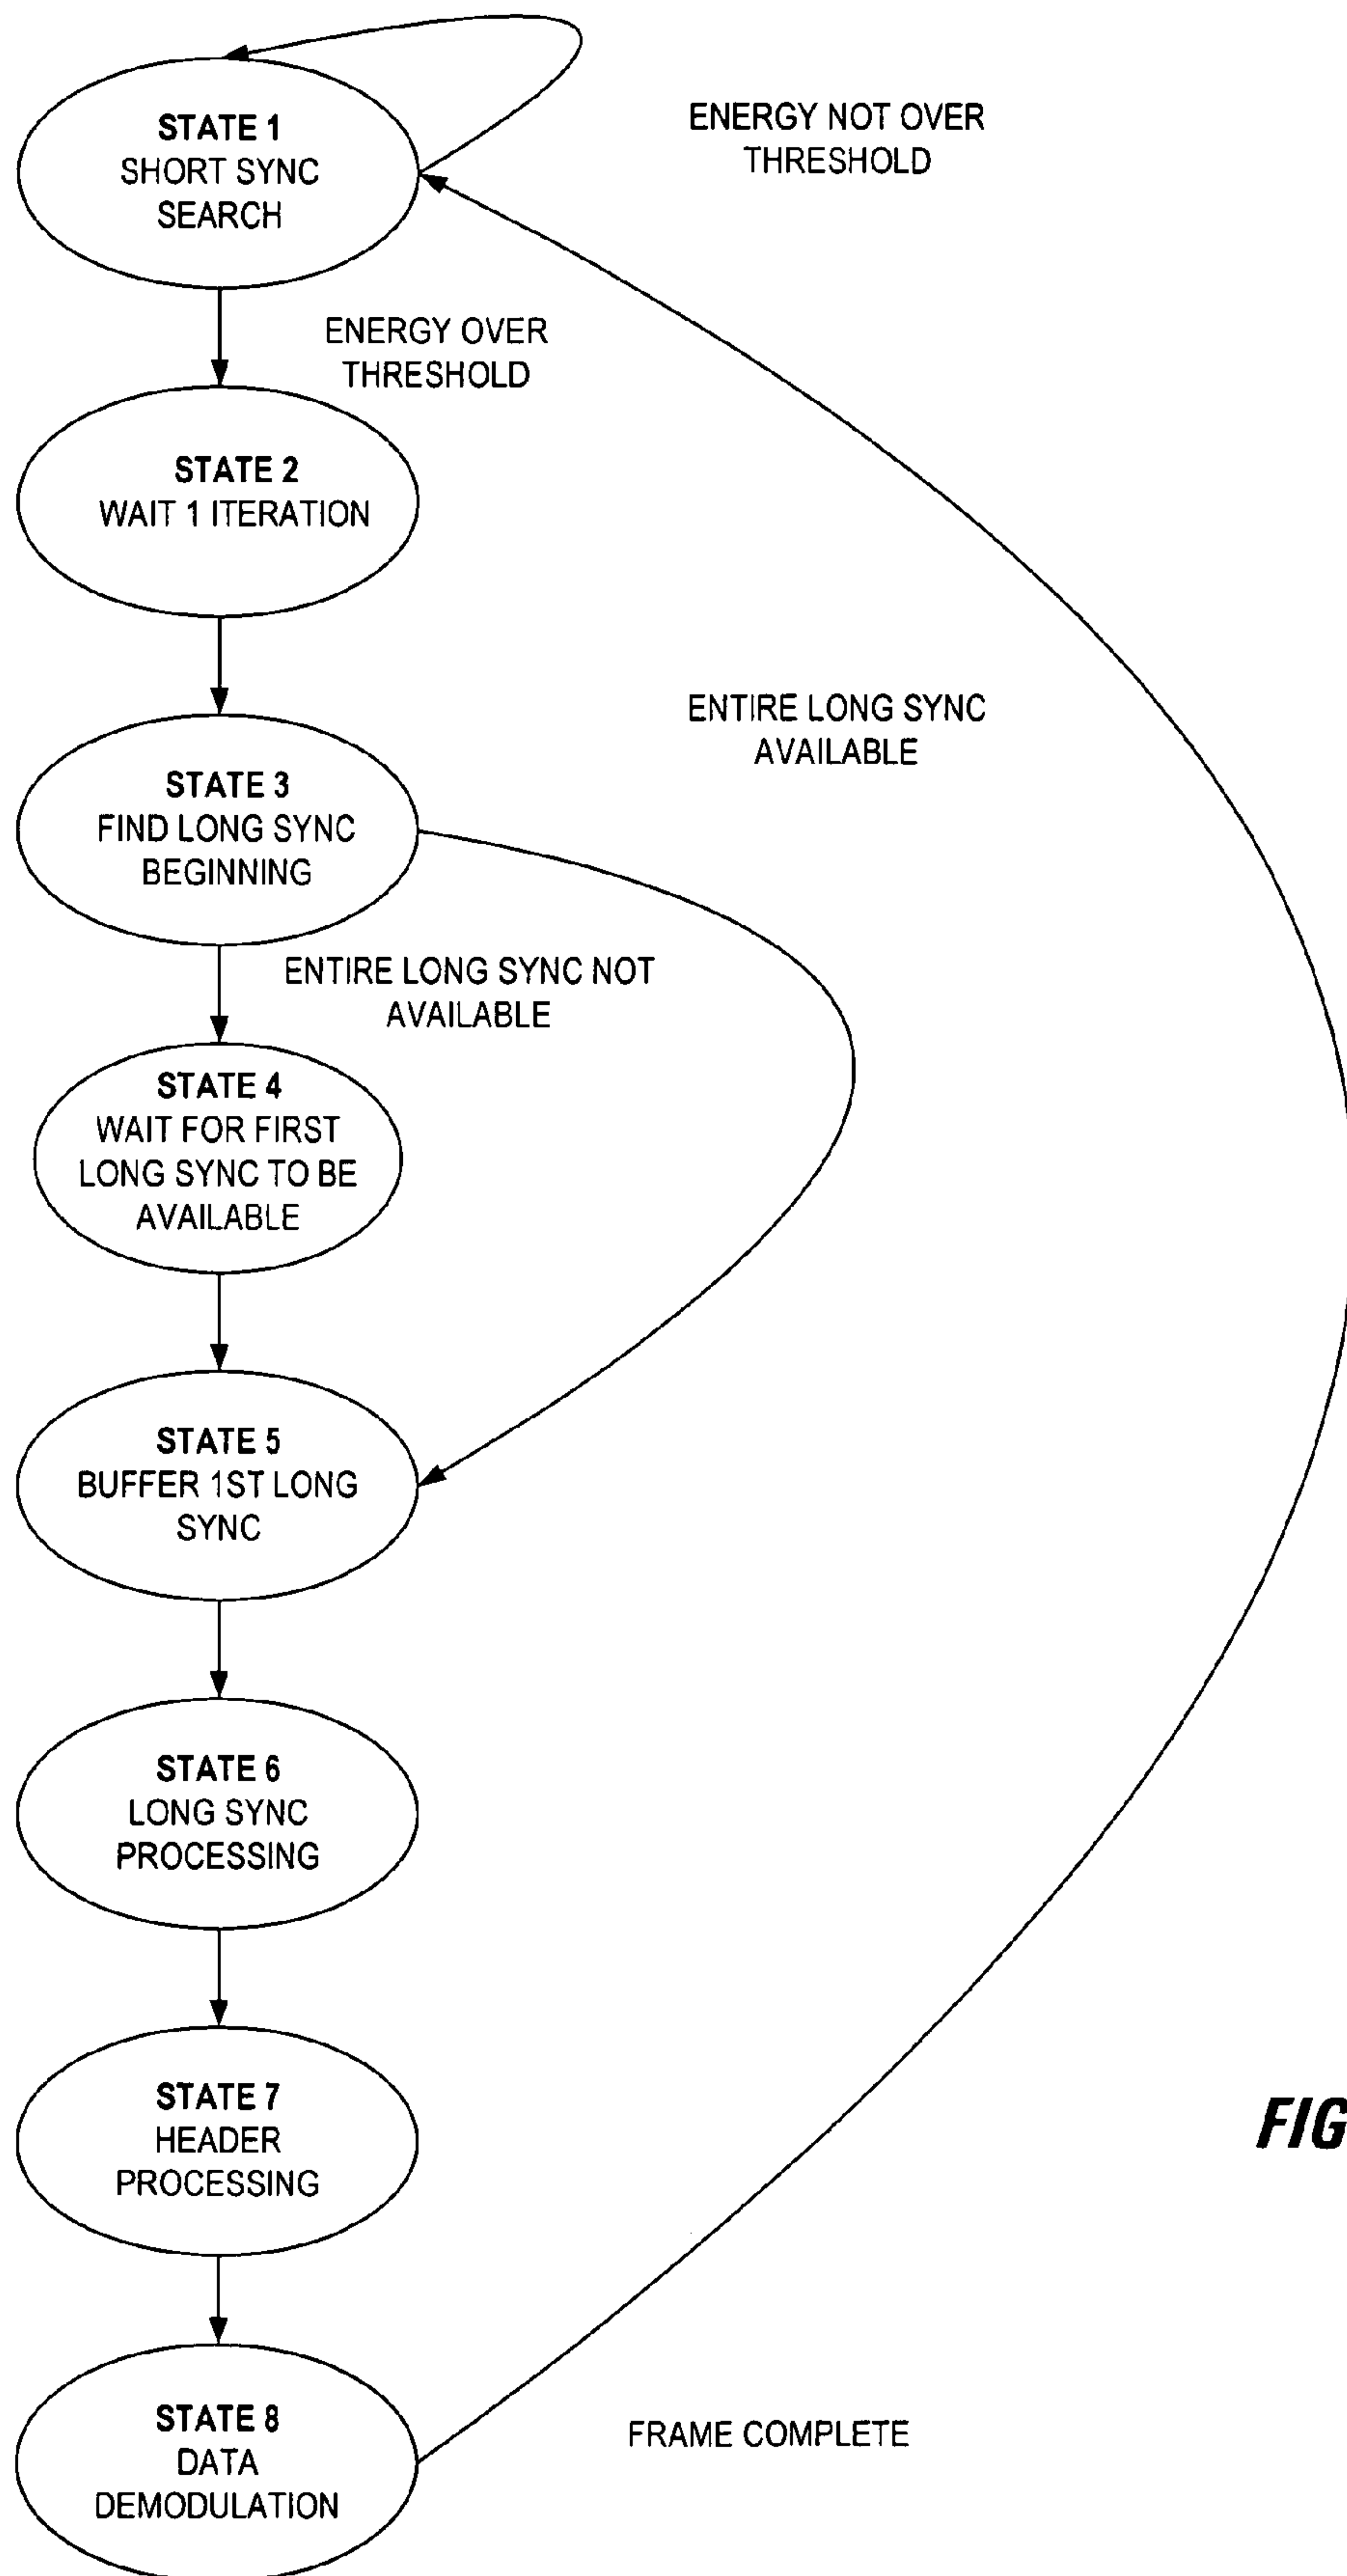 STATE 1
SHORT SYNC
SEARCH
ENERGY NOT OVER
THRESHOLD
ENERGY OVER
THRESHOLD
STATE 2
WAIT 1 ITERATION
ENTIRE LONG SYNC
AVAILABLE
STATE 3
FIND LONG SYNC
BEGINNING
ENTIRE LONG SYNC NOT
AVAILABLE
STATE 4
WAIT FOR FIRST
LONG SYNC TO BE
AVAILABLE
STATE 5
BUFFER 1ST LONG
SYNC
STATE 6
LONG SYNC
PROCESSING
STATE 7
HEADER
PROCESSING
FIG
STATE 8
DATA
DEMODULATION
FRAME COMPLETE